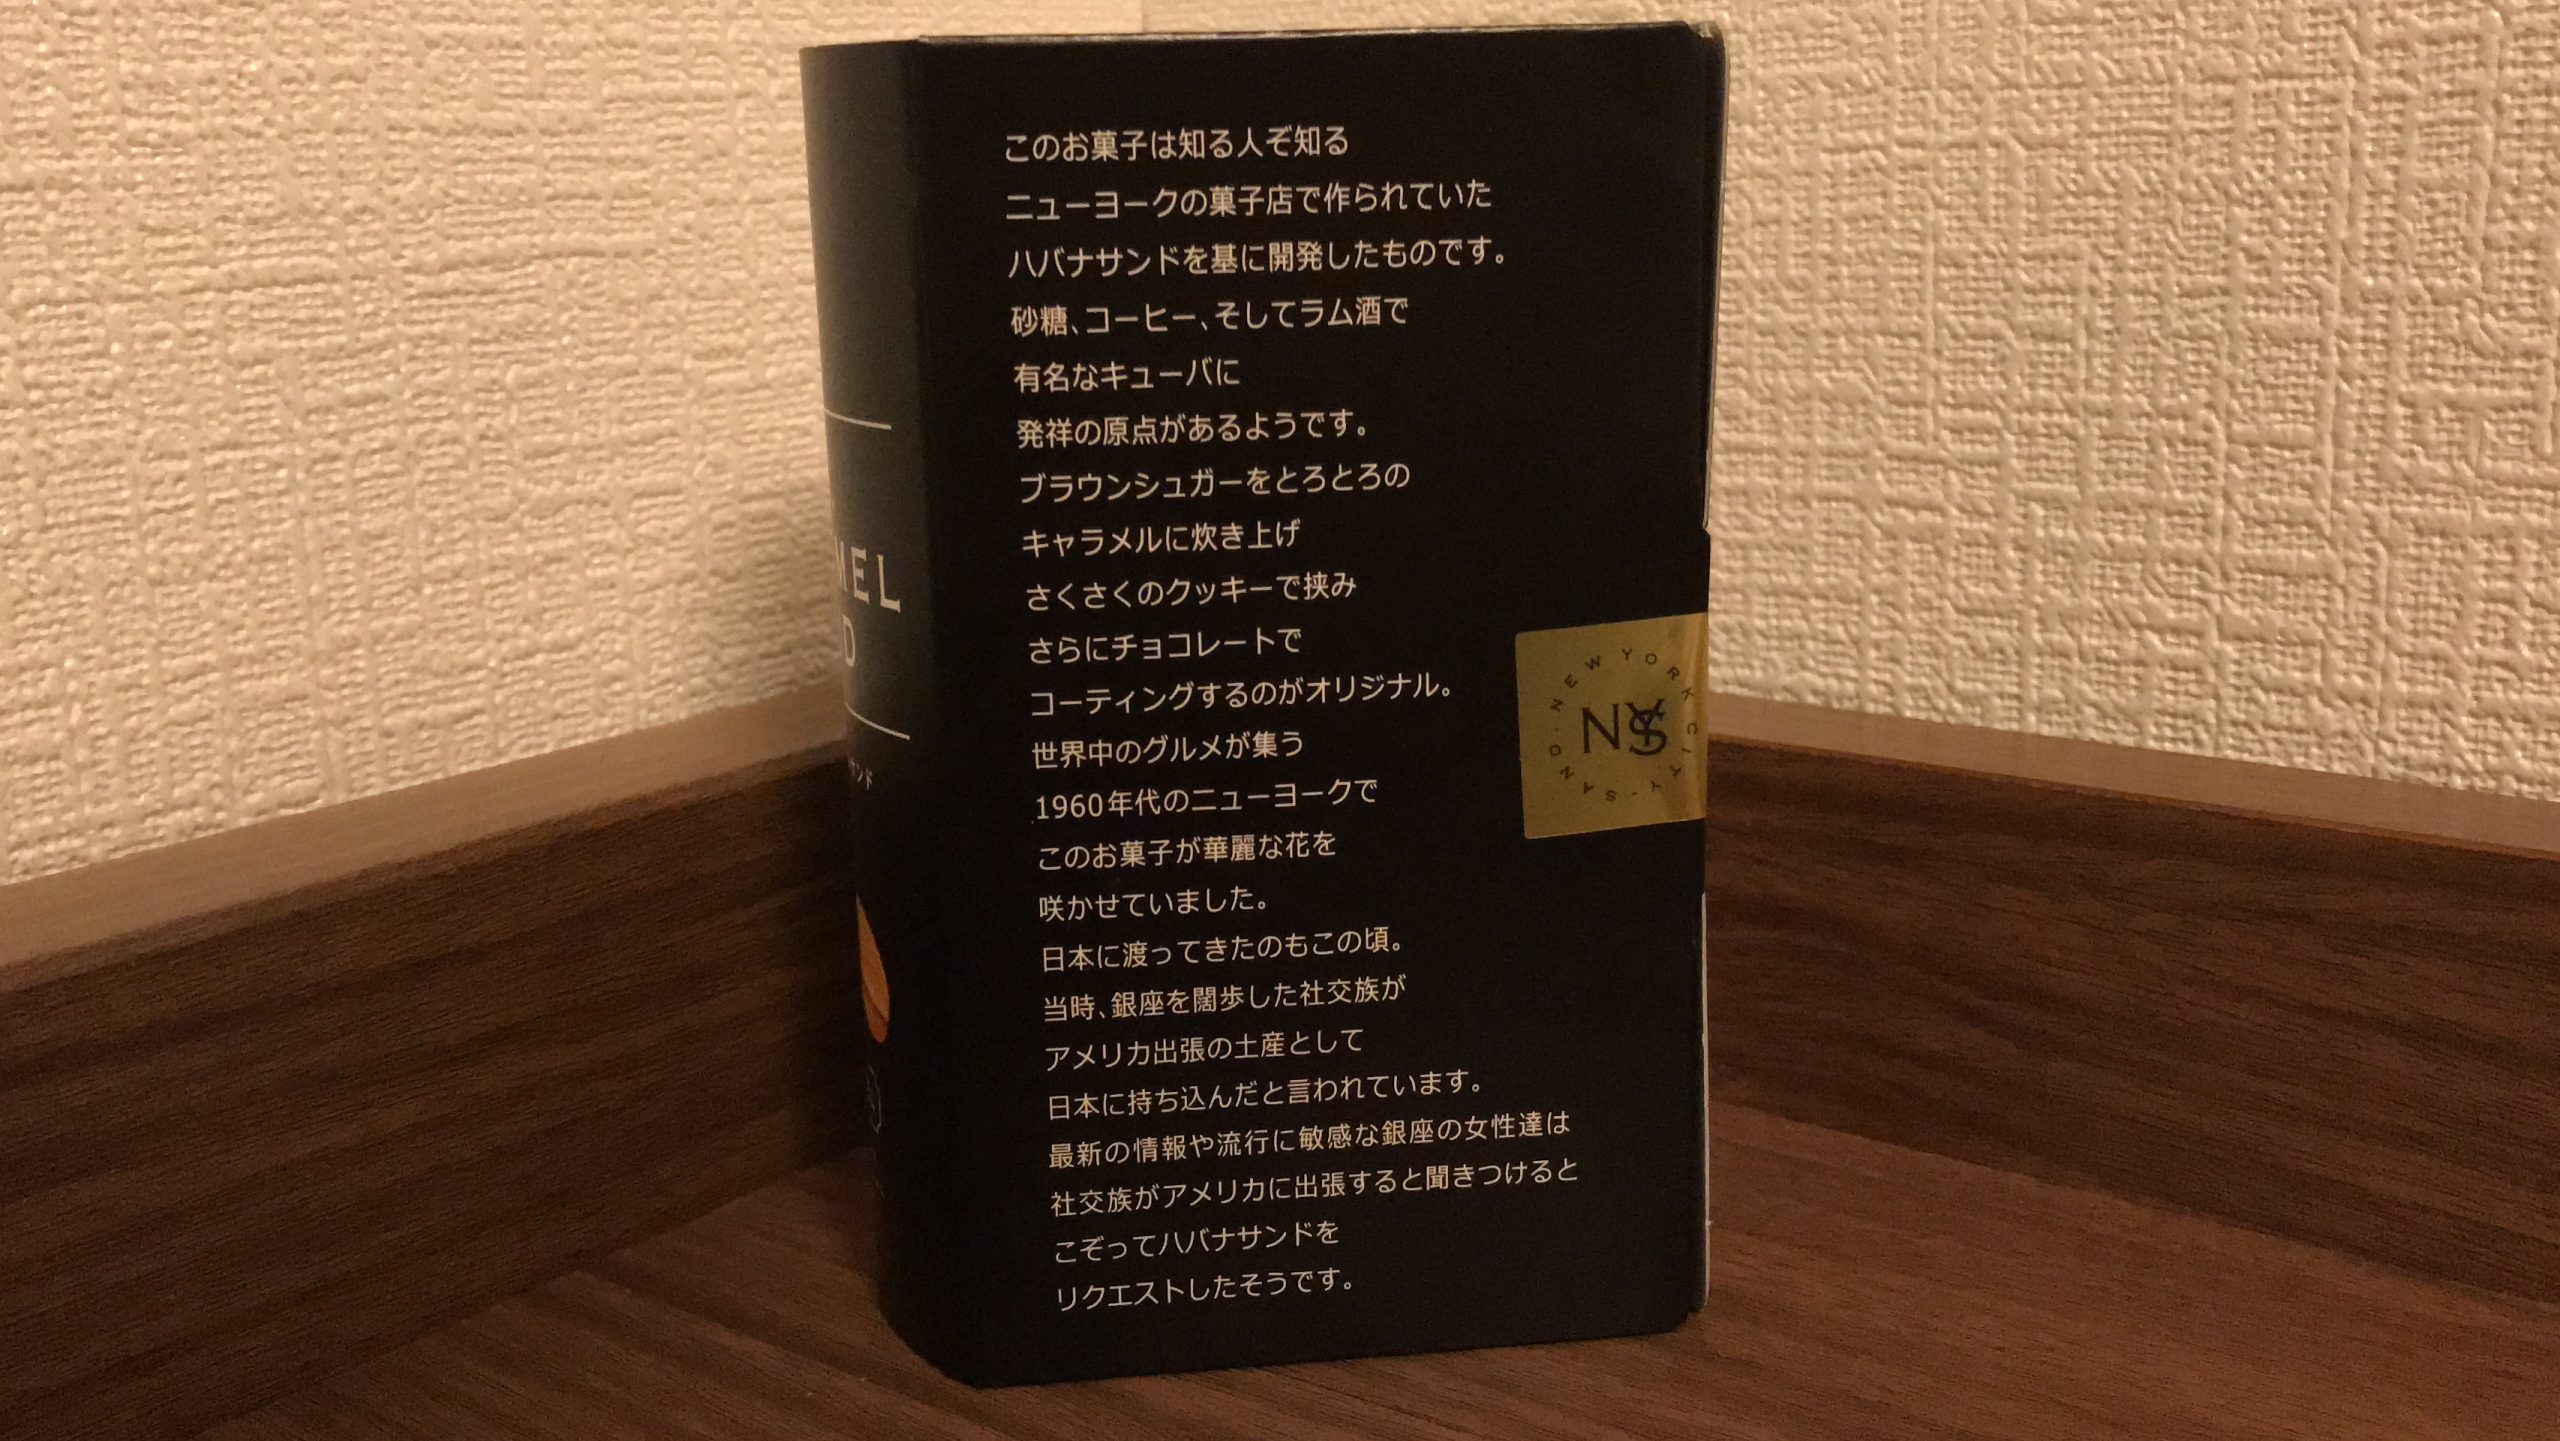 このお菓子は知る人ぞ知る
ニューヨークの菓子店で作られていた
ハバナサンドを基に開発したものです。
砂糖、コーヒー、そしてラム酒で
有名なキューバに
発祥の原点があるようです。
ブラウンシュガーをとろとろの
キャラメルに炊き上げ
さくさくのクッキーで挟み
さらにチョコレートで
コーティングするのがオリジナル。
世界中のグルメが集う
1960年代のニューヨークで
このお菓子が華麗な花を
咲かせていました。
日本に渡ってきたのもこの頃。
当時、銀座を闊歩した社交族が
アメリカ出張の土産として
日本に持ち込んだと言われています。
最新の情報や流行に敏感な銀座の女性達は
社交族がアメリカに出張すると聞きつけると
こぞってハバナサンドを
リクエストしたそうです。
MEL
D
ンド
NEW YORK CITY-SAND
NYS